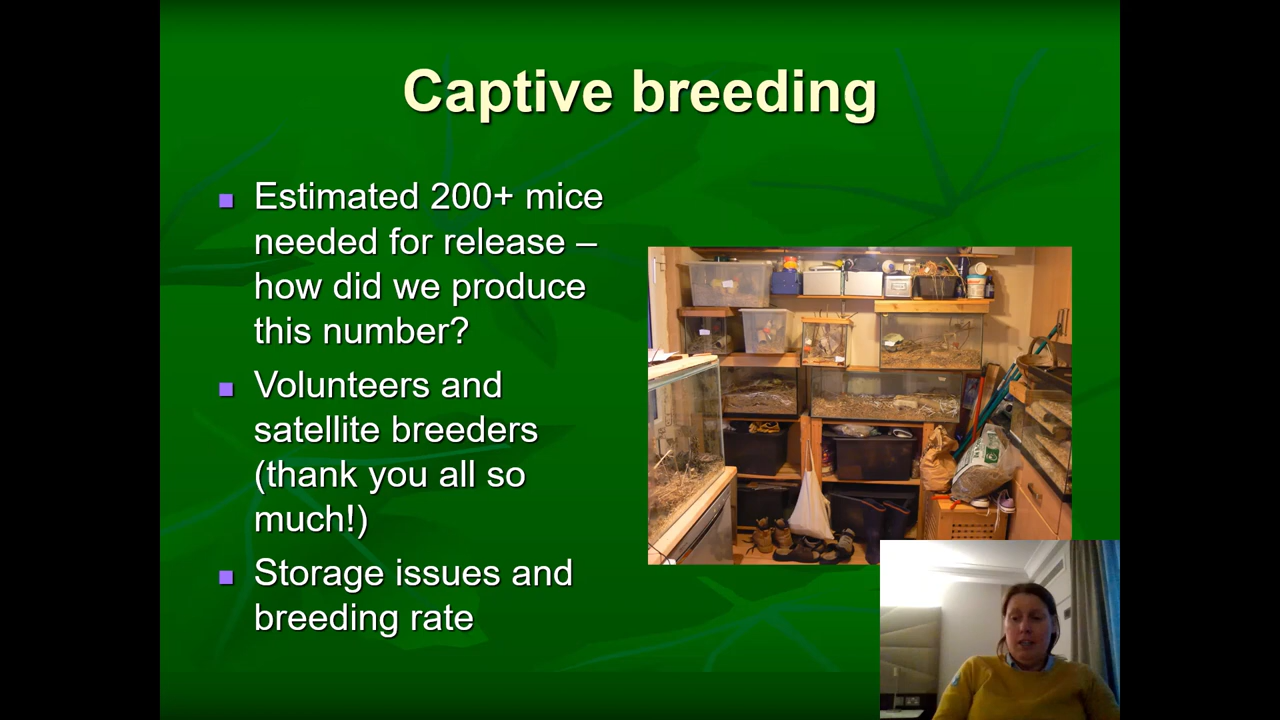 Captive breeding
Estimated 200+ mice
needed for release –
how did we produce
this number?
Volunteers and
satellite breeders
(thank you all so
much!)
Storage issues and
breeding rate